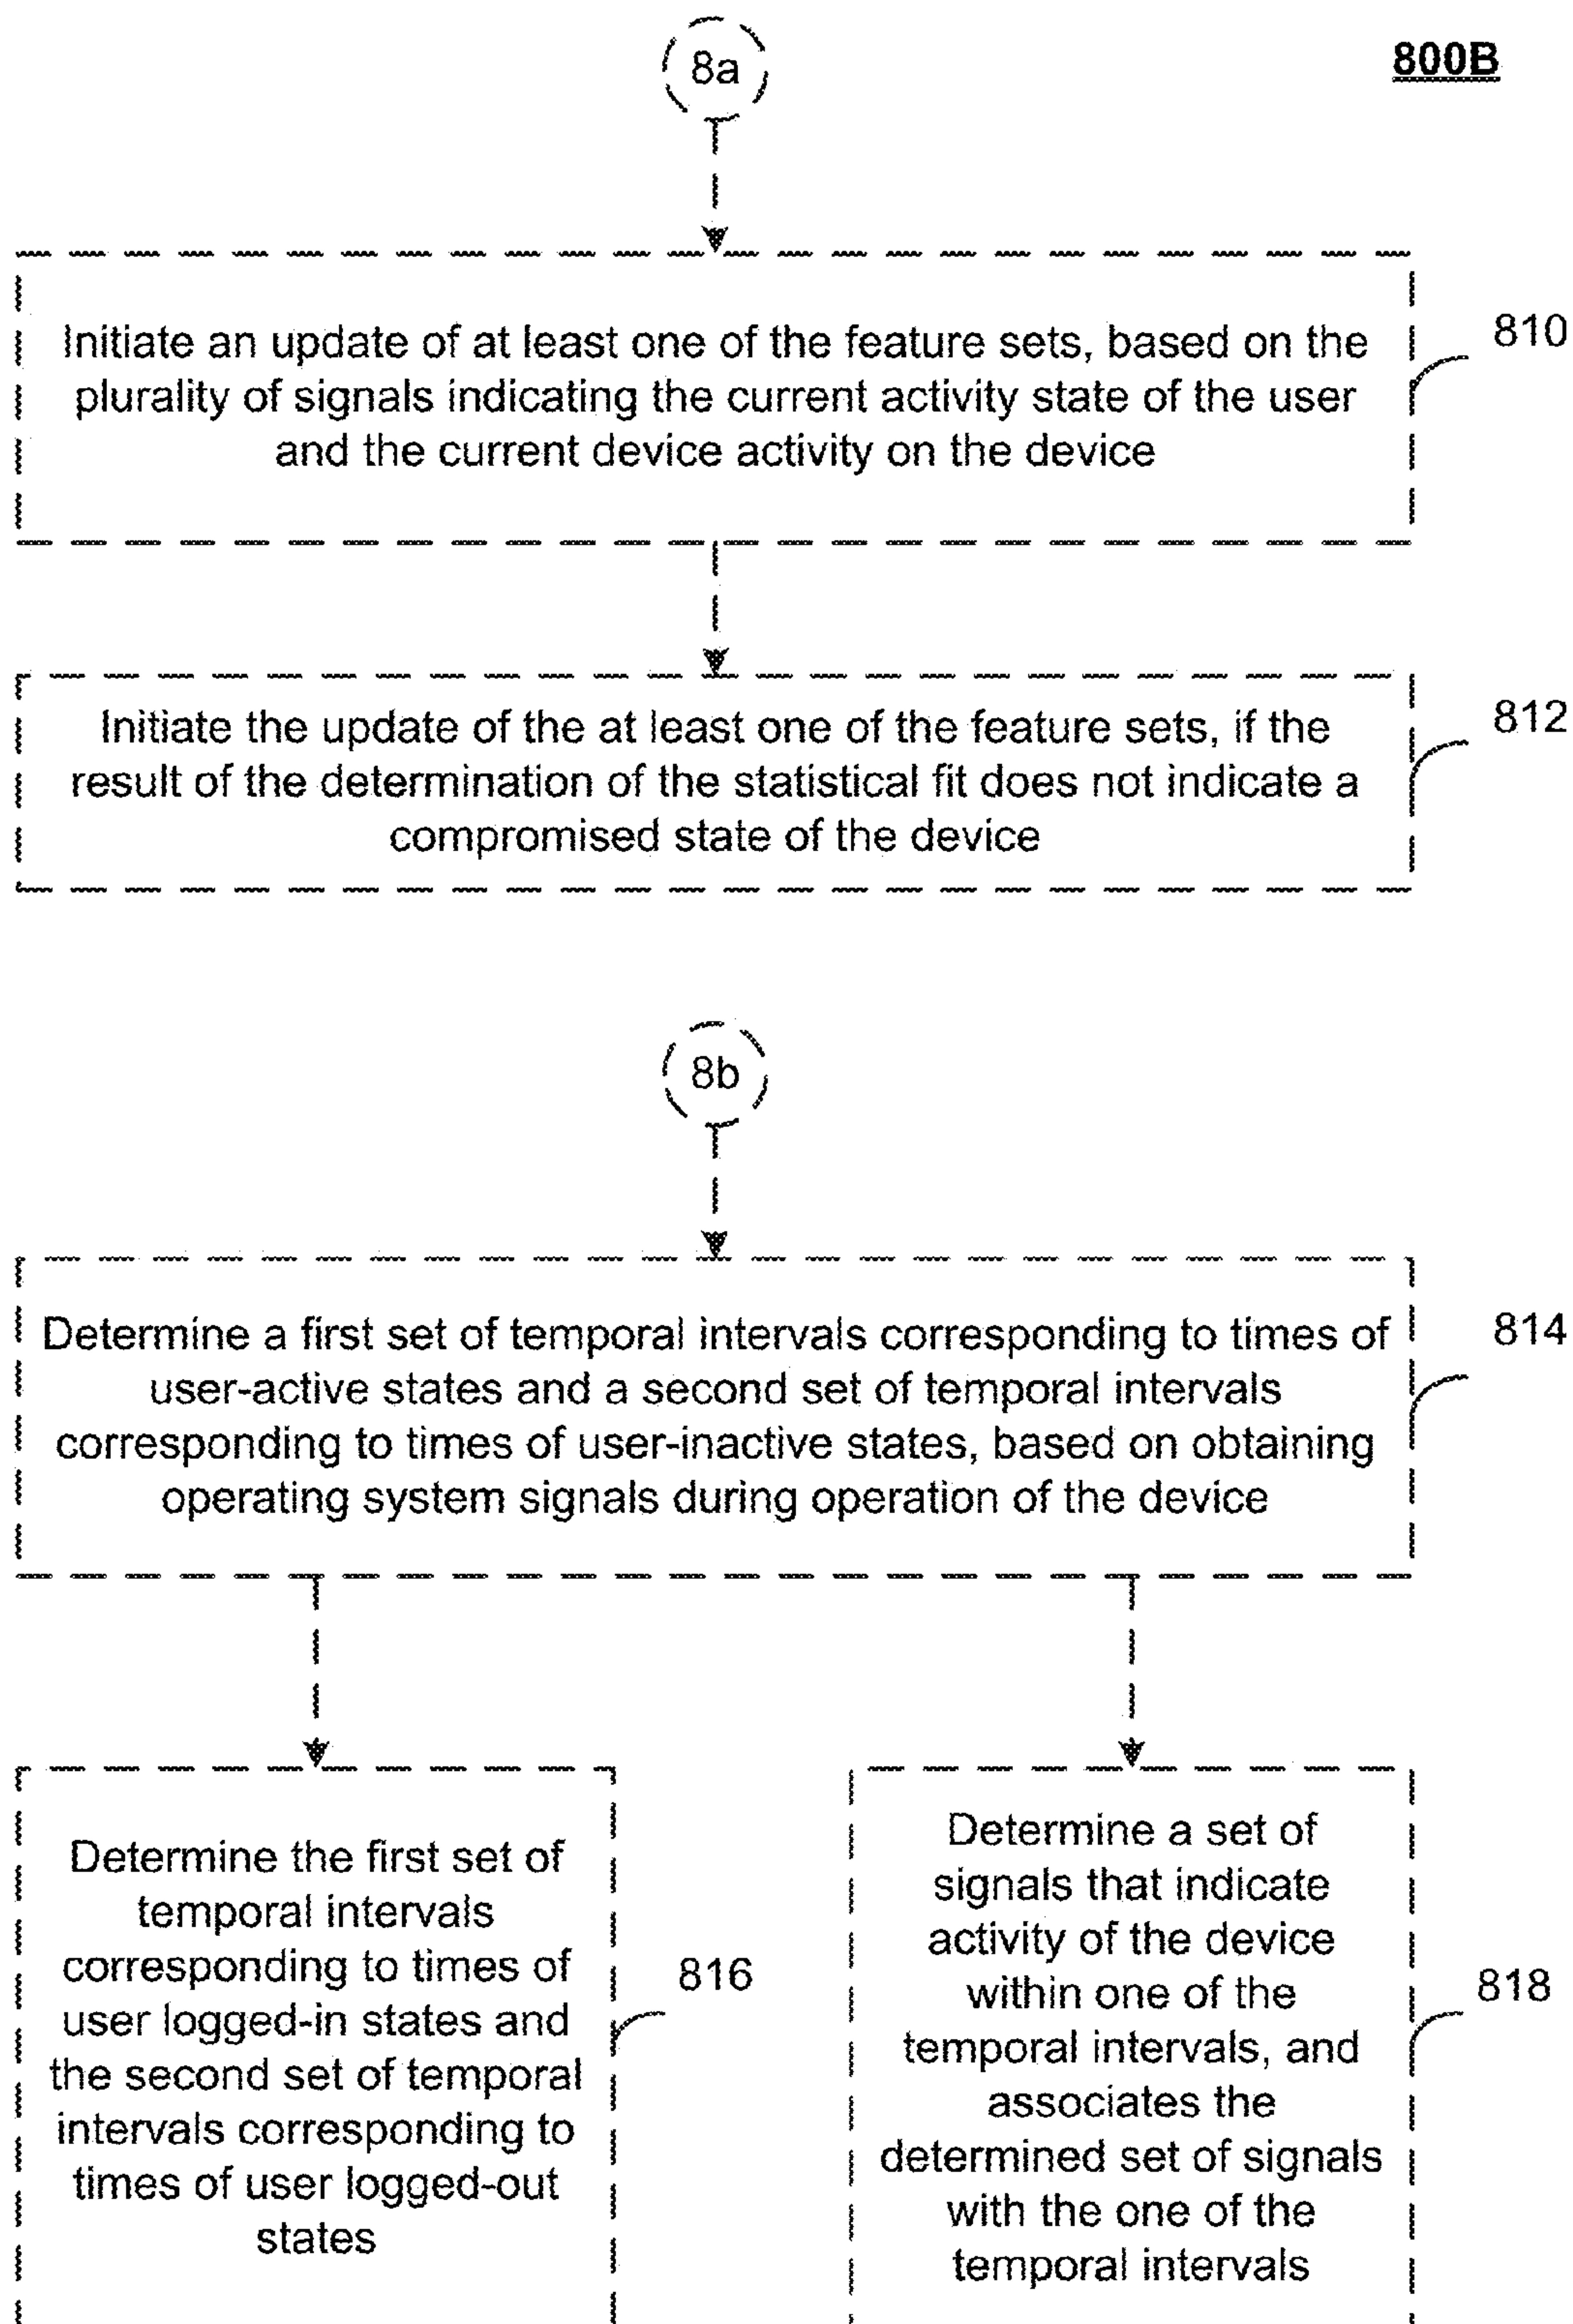 8a
800B
Initiate an update of at least one of the feature sets, based on the
plurality of signals indicating the current activity state of the user
and the current device activity on the device
810
Initiate the update of the at least one of the feature sets, if the
result of the determination of the statistical fit does not indicate a
compromised state of the device
812
8b
Determine a first set of temporal intervals corresponding to times of
user-active states and a second set of temporal intervals
corresponding to times of user-inactive states, based on obtaining
operating system signals during operation of the device
814
Determine the first set of
temporal intervals
corresponding to times of
user logged-in states and
the second set of temporal
intervals corresponding to
times of user logged-out
states
816
Determine a set of
signals that indicate
activity of the device
within one of the
temporal intervals, and
associates the
determined set of signals
with the one of the
temporal intervals
818